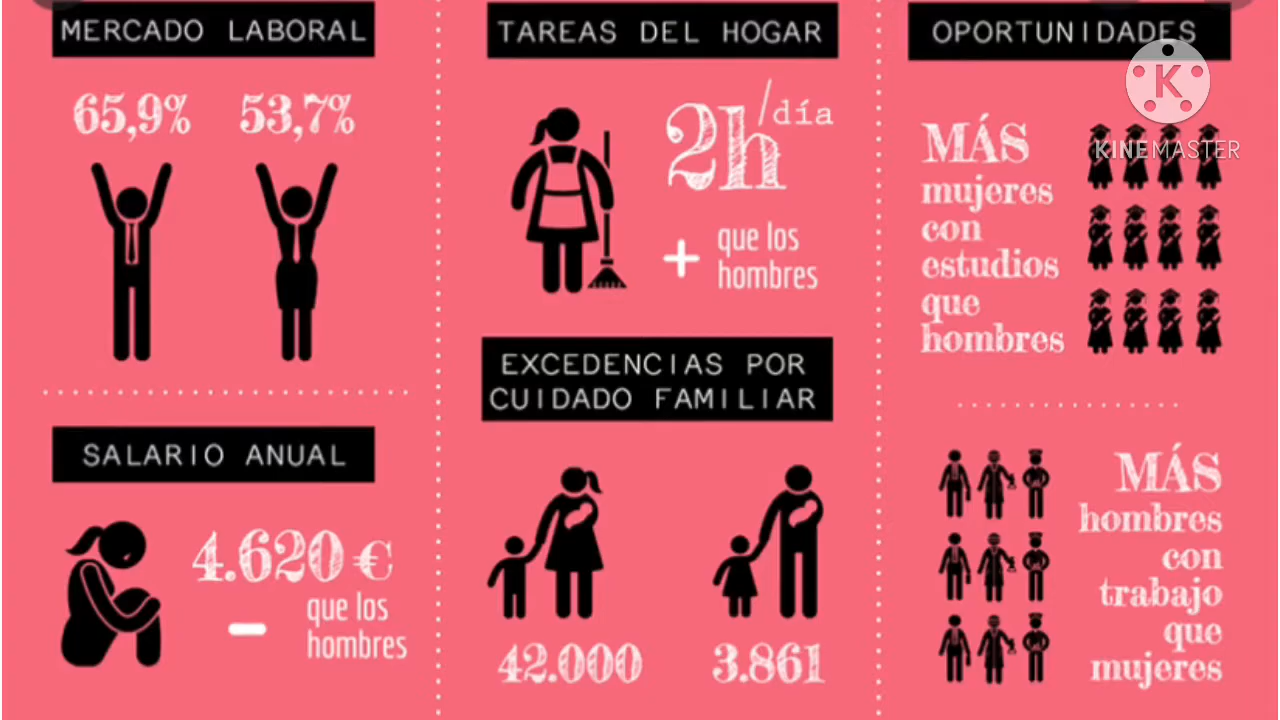 MERCADO LABORAL
65,9% 53,7%
SALARIO ANUAL
4.620 €
- que los
hombres
TAREAS DEL HOGAR
2h/día
+ que los
hombres
EXCEDENCIAS POR
CUIDADO FAMILIAR
42.000 3.861
OPORTUNIDADES
K
KINEMASTER
MÁS
mujeres
con
estudios
que
hombres
MÁS
hombres
con
trabajo
que
mujeres